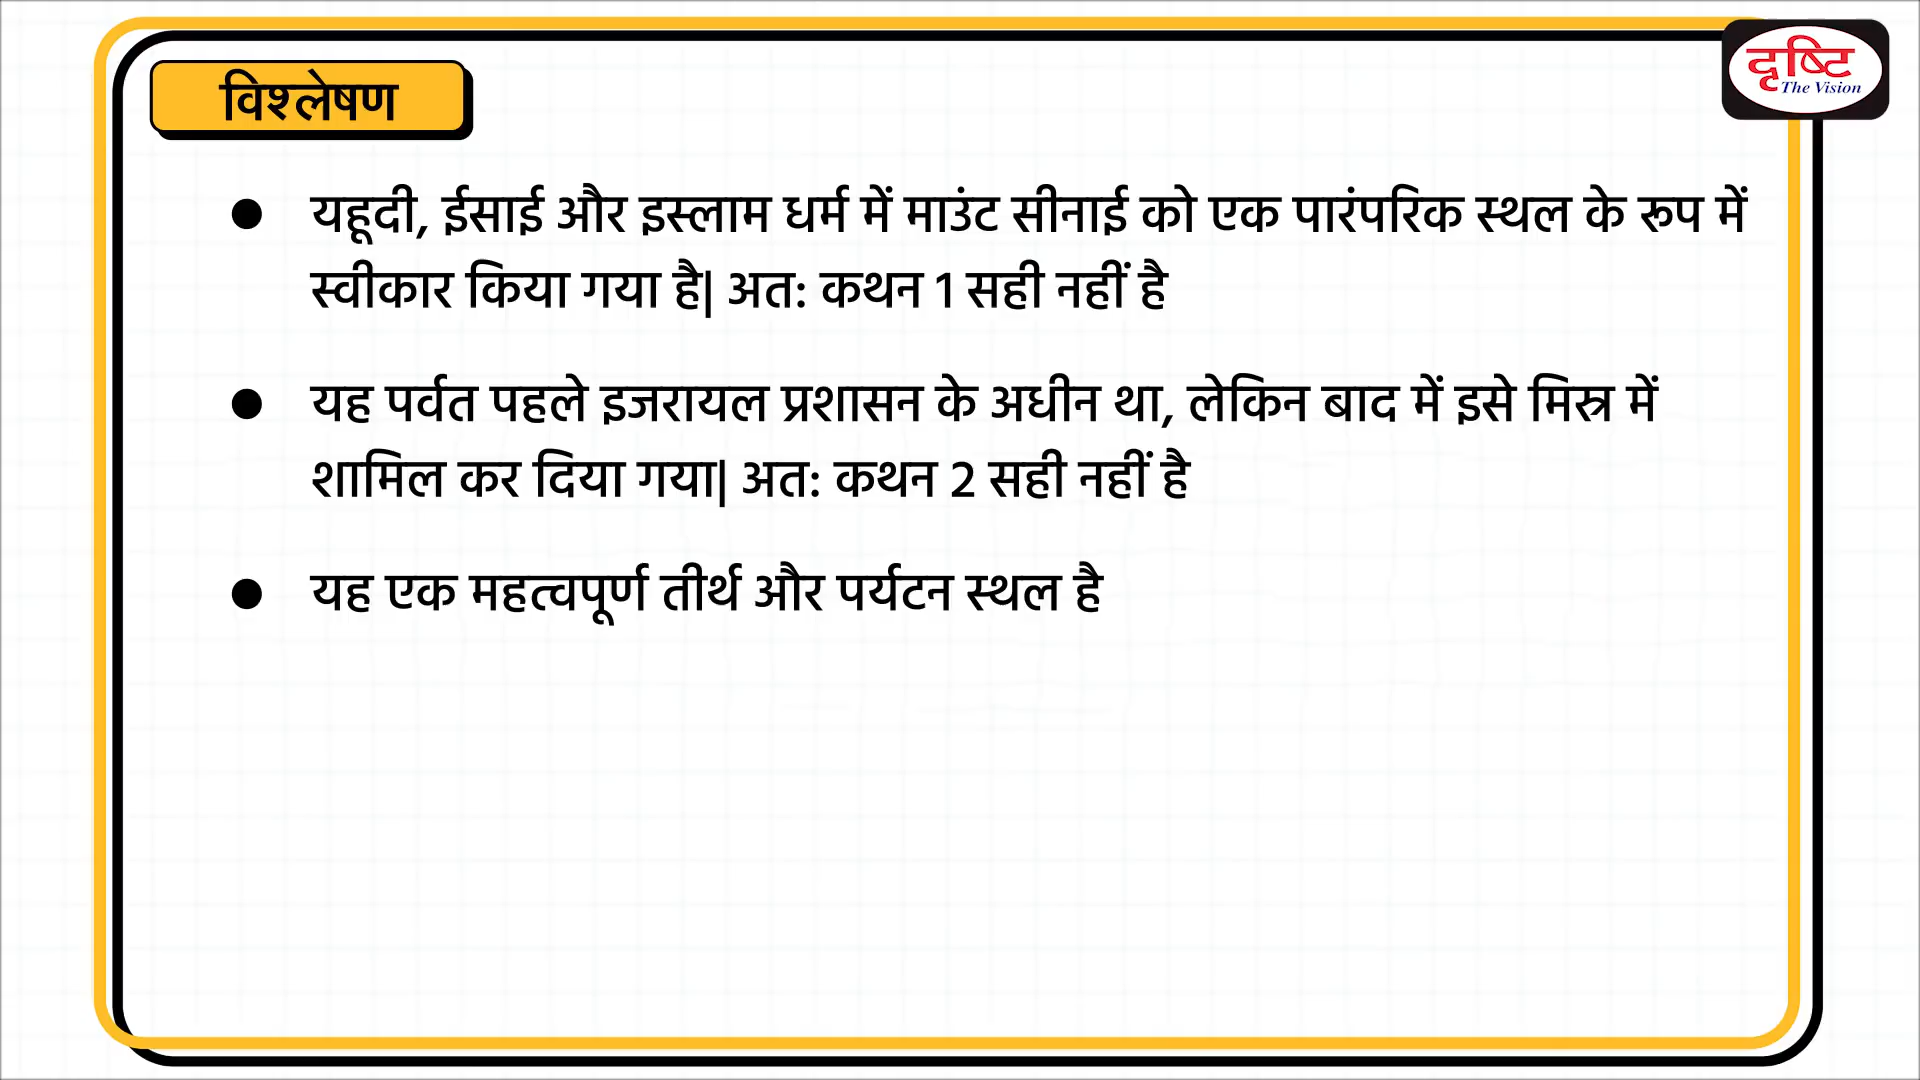 विश्लेषण
दृष्टि
The Vision
● यहूदी, ईसाई और इस्लाम धर्म में माउंट सीनाई को एक पारंपरिक स्थल के रूप में
स्वीकार किया गया है| अत: कथन 1 सही नहीं है
● यह पर्वत पहले इजरायल प्रशासन के अधीन था, लेकिन बाद में इसे मिस्र में
शामिल कर दिया गया| अत: कथन 2 सही नहीं है
● यह एक महत्वपूर्ण तीर्थ और पर्यटन स्थल है